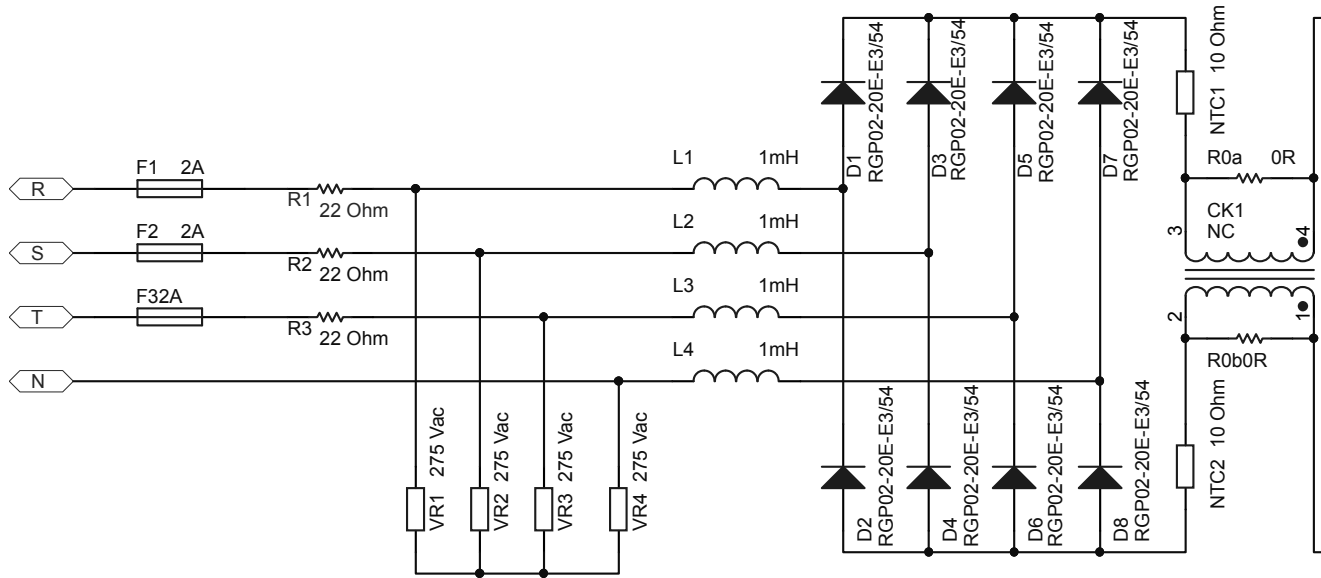 R
F1 2A
R1
22 Ohm
L1 1mH
S
F2 2A
R2
22 Ohm
L2 1mH
T
F32A
R3
22 Ohm
L3 1mH
N
L4 1mH
VR1 275 Vac
VR2 275 Vac
VR3 275 Vac
VR4 275 Vac
D1
RGP02-20E-E3/54
D3
RGP02-20E-E3/54
D5
RGP02-20E-E3/54
D7
RGP02-20E-E3/54
D2
RGP02-20E-E3/54
D4
RGP02-20E-E3/54
D6
RGP02-20E-E3/54
D8
RGP02-20E-E3/54
NTC1 10 Ohm
R0a 0R
CK1
NC
3
4
2
1
R0b0R
NTC2 10 Ohm